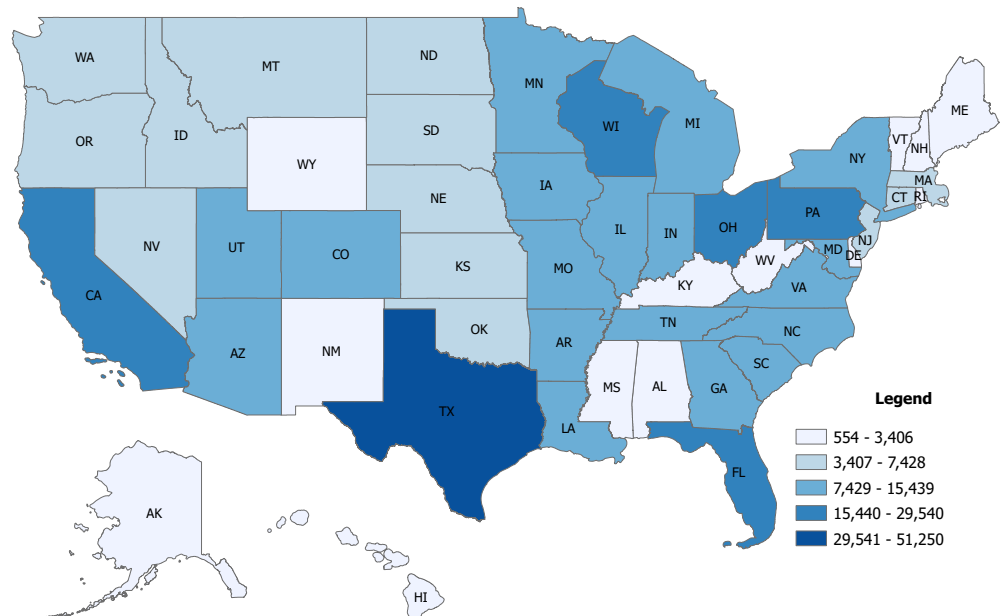 WA
MT
ND
MN
ME
OR
ID
SD
WI
MI
VT
NH
WY
NY
MA
NE
IA
CT
RI
PA
NV
UT
CO
IL
IN
OH
NJ
MD
DE
KS
MO
WV
CA
KY
VA
AZ
NM
OK
AR
TN
NC
SC
MS
AL
GA
TX
LA
Legend
554 - 3,406
3,407 - 7,428
FL
7,429 - 15,439
AK
15,440 - 29,540
29,541 - 51,250
HI